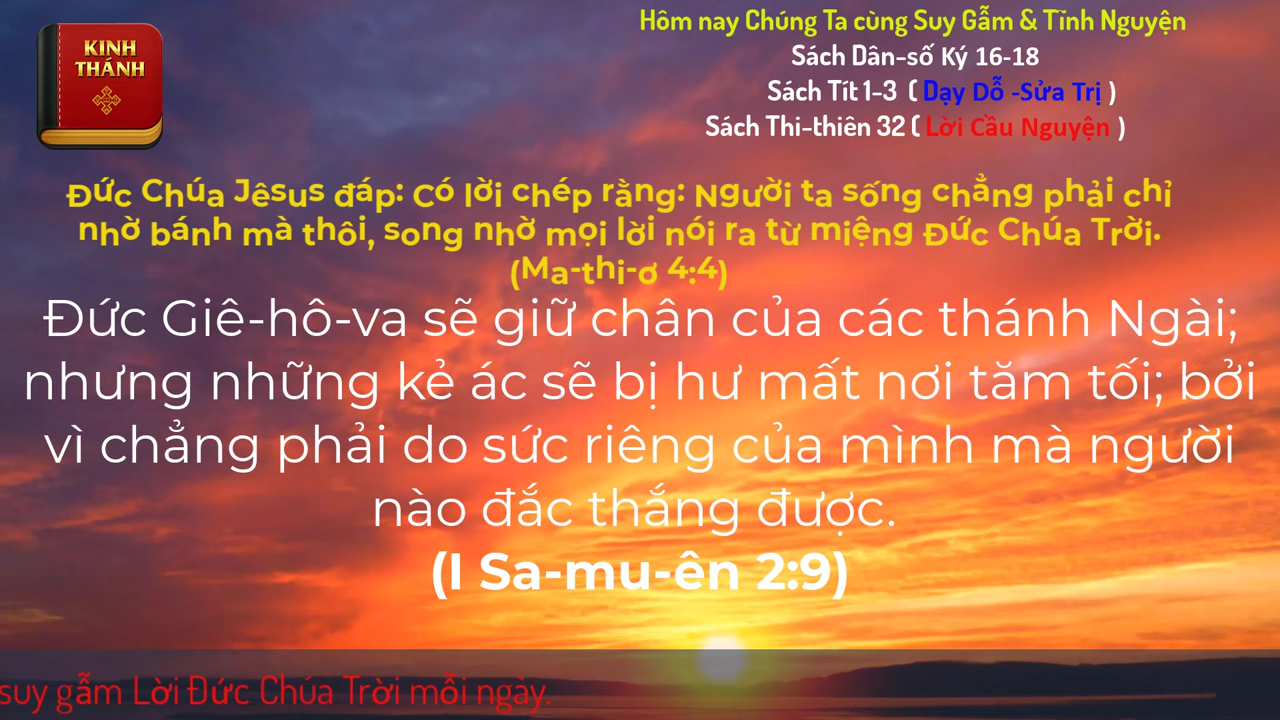 KINH
THÁNH
Hôm nay Chúng Ta cùng Suy Gẫm & Tĩnh Nguyện
Sách Dân-số Ký 16-18
Sách Tít 1-3 ( Dạy Dỗ -Sửa Trị )
Sách Thi-thiên 32 ( Lời Cầu Nguyện )
Đức Chúa Jêsus đáp: Có lời chép rằng: Người ta sống chẳng phải chỉ
nhờ bánh mà thôi, song nhờ mọi lời nói ra từ miệng Đức Chúa Trời.
(Ma-thi-ơ 4:4)
Đức Giê-hô-va sẽ giữ chân của các thánh Ngài;
nhưng những kẻ ác sẽ bị hư mất nơi tăm tối; bởi
vì chẳng phải do sức riêng của mình mà người
nào đắc thắng được.
(I Sa-mu-ên 2:9)
suy gẫm Lời Đức Chúa Trời mỗi ngày.